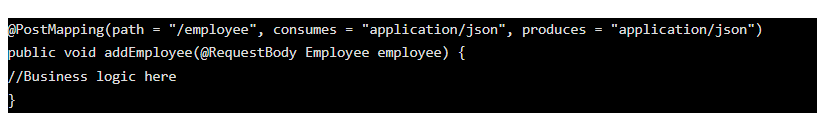 @PostMapping(path = "/employee", consumes = "application/json", produces = "application/json")
public void addEmployee(@RequestBody Employee employee) {
//Business logic here
}